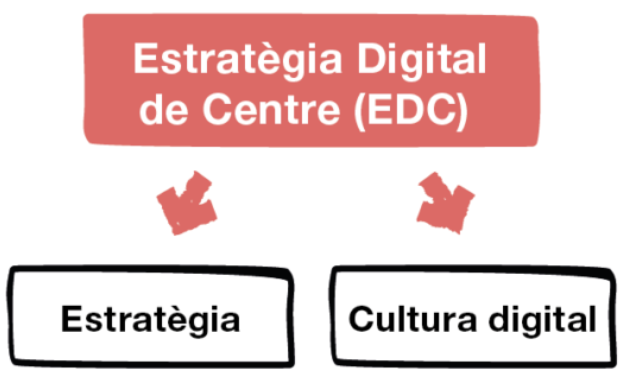 Estratègia Digital
de Centre (EDC)
Estratègia
Cultura digital